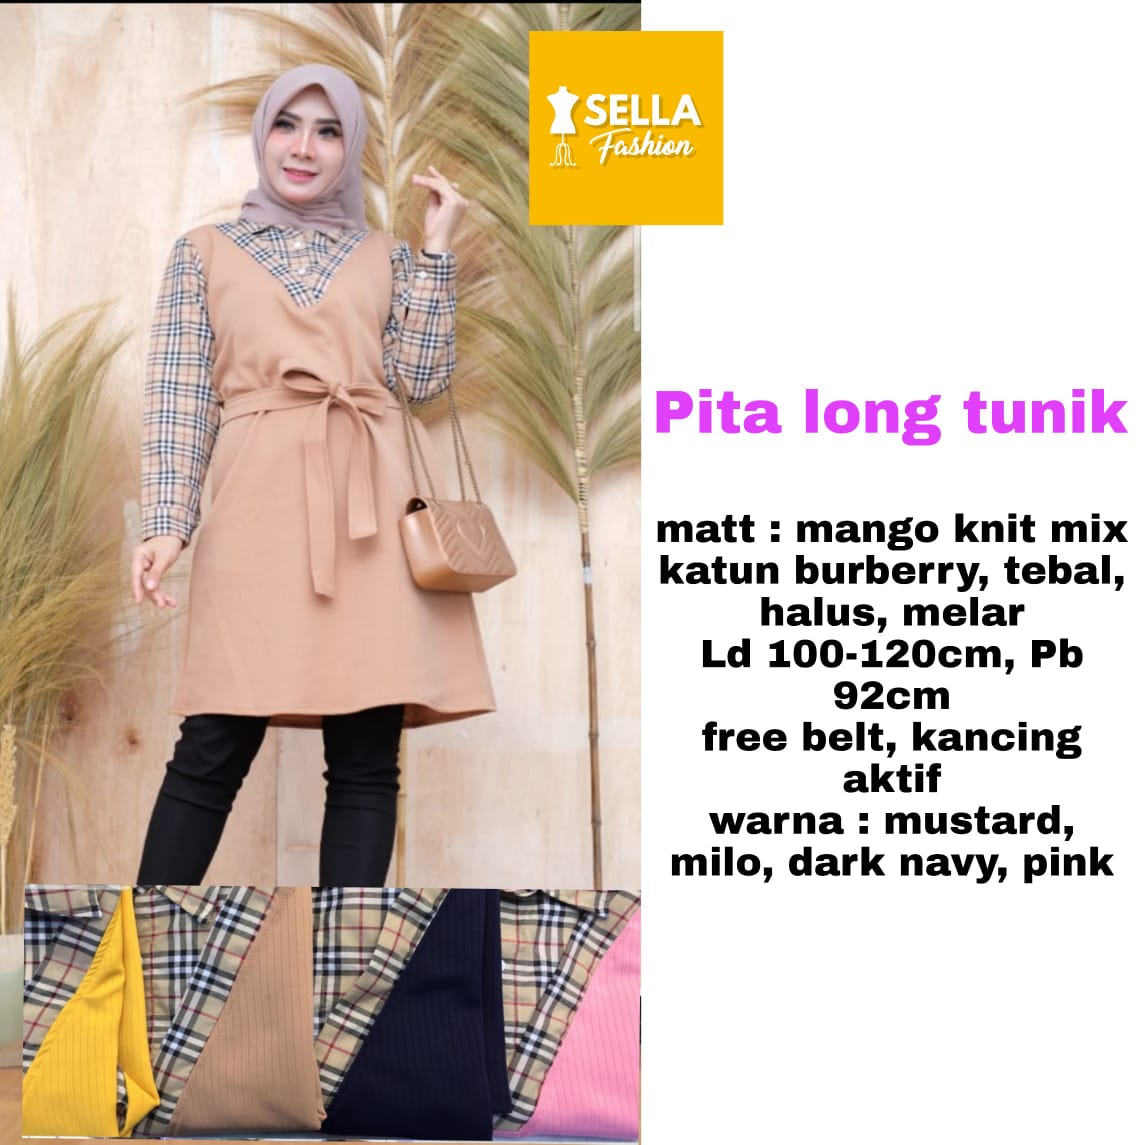 SELLA
Fashion
Pita long tunik
matt : mango knit mix
katun burberry, tebal,
halus, melar
Ld 100-120cm, Pb
92cm
free belt, kancing
aktif
warna : mustard,
milo, dark navy, pink